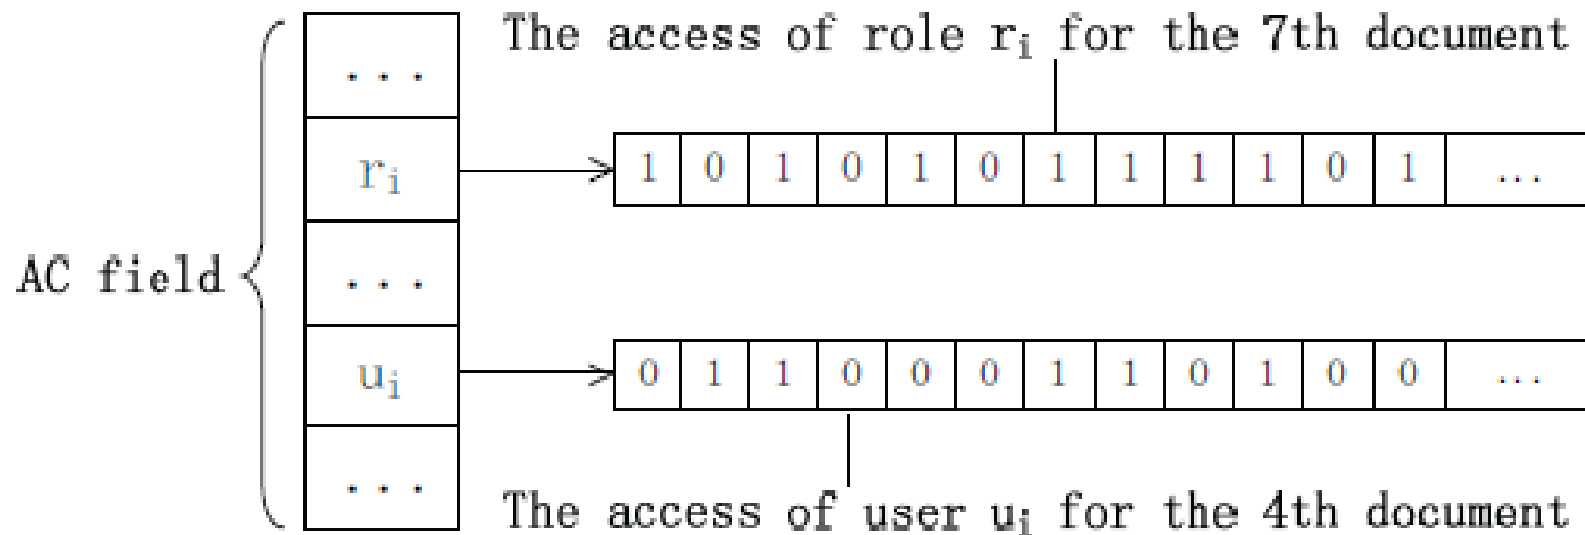 The access of role rᵢ for the 7th document
...
rᵢ 1 0 1 0 1 0 1 1 1 1 0 1 ...
AC field ...
uᵢ 0 1 1 0 0 0 1 1 0 1 0 0 ...
...
The access of user uᵢ for the 4th document